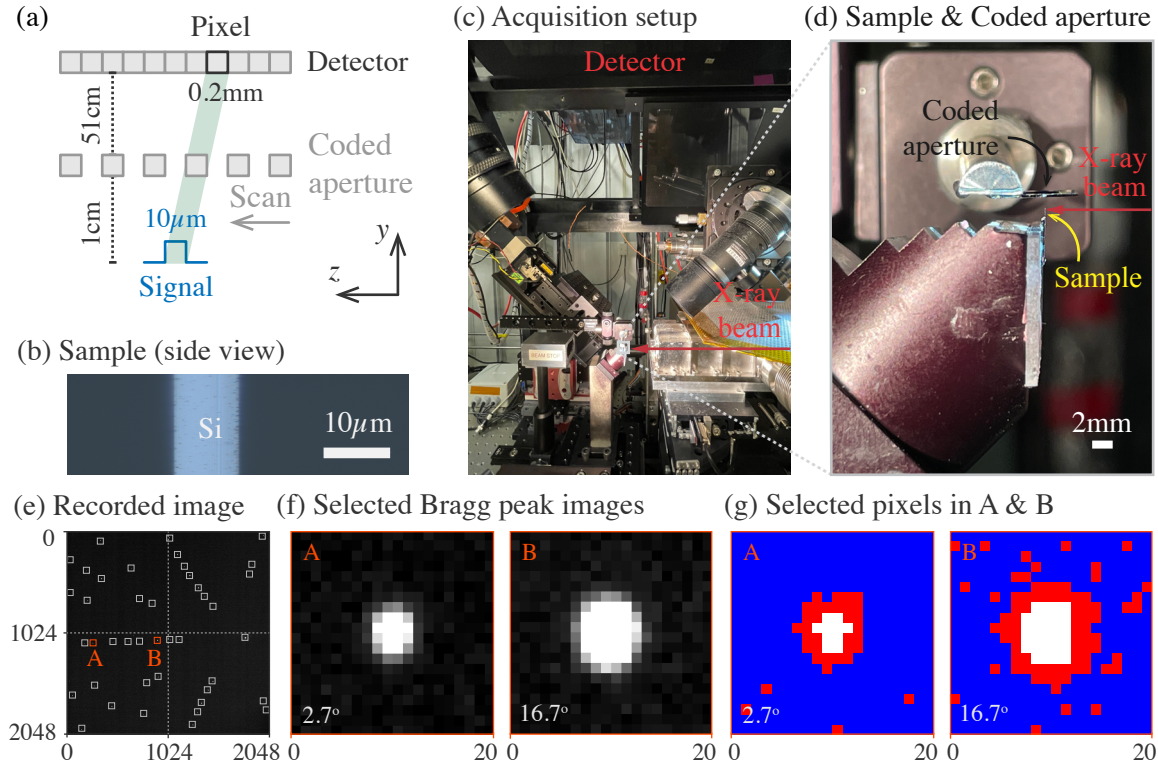 (a)
Pixel
Detector
0.2mm
51cm
Coded
aperture
Scan
1cm
10µm
Signal
y
z
(b) Sample (side view)
Si
10µm
(c) Acquisition setup
Detector
X-ray
beam
BEAM STOP
(d) Sample & Coded aperture
Coded
aperture
X-ray
beam
Sample
2mm
(e) Recorded image
0
1024
2048
0
1024
2048
A
B
(f) Selected Bragg peak images
A
2.7°
0
20
B
16.7°
0
20
(g) Selected pixels in A & B
A
2.7°
0
20
B
16.7°
0
20